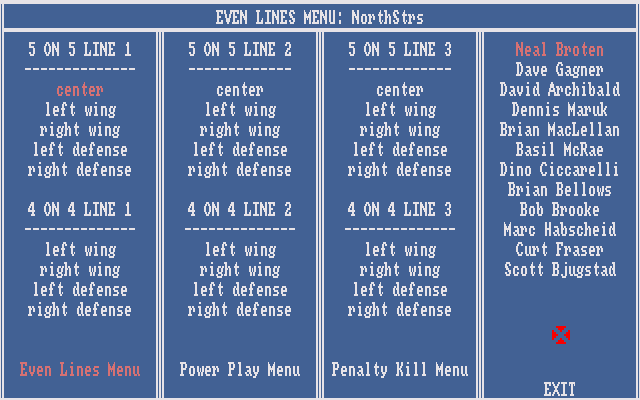 EVEN LINES MENU: NorthStrs
5 ON 5 LINE 1
--------------
center
left wing
right wing
left defense
right defense
4 ON 4 LINE 1
--------------
left wing
right wing
left defense
right defense
Even Lines Menu
5 ON 5 LINE 2
--------------
center
left wing
right wing
left defense
right defense
4 ON 4 LINE 2
--------------
left wing
right wing
left defense
right defense
Power Play Menu
5 ON 5 LINE 3
--------------
center
left wing
right wing
left defense
right defense
4 ON 4 LINE 3
--------------
left wing
right wing
left defense
right defense
Penalty Kill Menu
Neal Broten
Dave Gagner
David Archibald
Dennis Maruk
Brian MacLellan
Basil McRae
Dino Ciccarelli
Brian Bellows
Bob Brooke
Marc Habscheid
Curt Fraser
Scott Bjugstad
EXIT